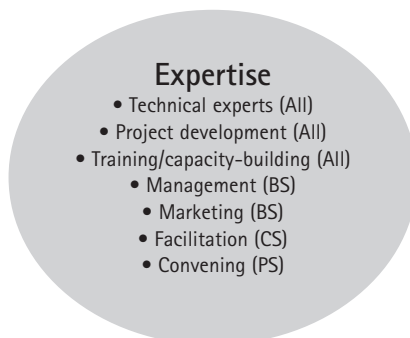 Expertise
• Technical experts (All)
• Project development (All)
• Training/capacity-building (All)
• Management (BS)
• Marketing (BS)
• Facilitation (CS)
• Convening (PS)